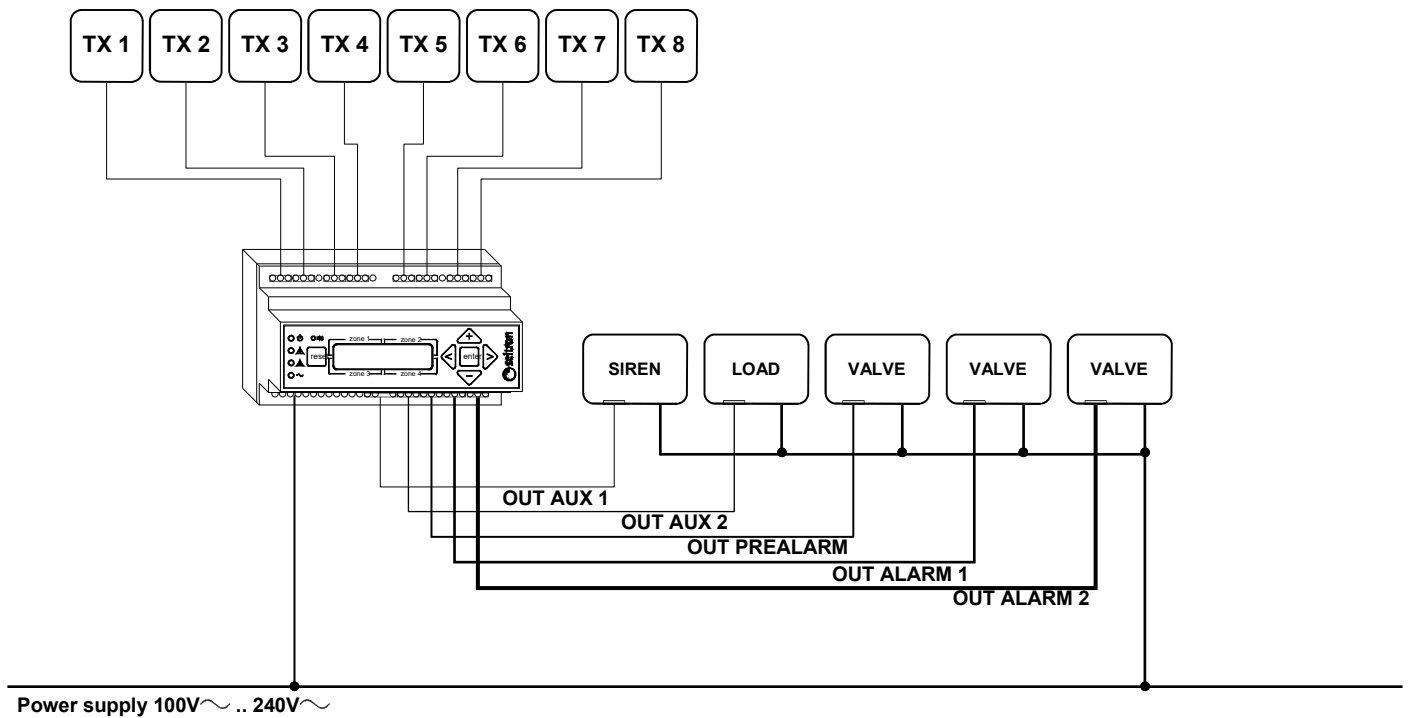 TX 1 TX 2 TX 3 TX 4 TX 5 TX 6 TX 7 TX 8
zone 1 zone 2
rese enter
seitron
zone 3 zone 4
SIREN LOAD VALVE VALVE VALVE
OUT AUX 1
OUT AUX 2
OUT PREALARM
OUT ALARM 1
OUT ALARM 2
Power supply 100V~ .. 240V~